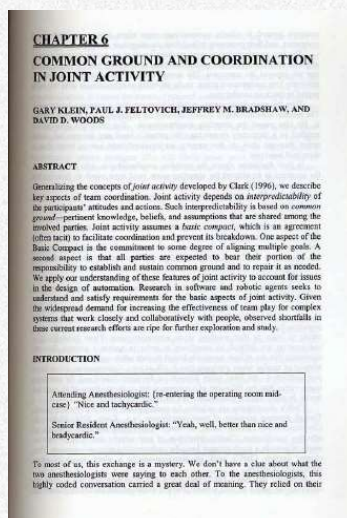 CHAPTER 6
COMMON GROUND AND COORDINATION
IN JOINT ACTIVITY
GARY KLEIN, PAUL J. FELTOVICH, JEFFREY M. BRADSHAW, AND
DAVID D. WOODS
ABSTRACT
Generalizing the concepts of joint activity developed by Clark (1996), we describe
key aspects of team coordination. Joint activity depends on interpredictability of
the participants' attitudes and actions. Such interpredictability is based on common
ground—pertinent knowledge, beliefs, and assumptions that are shared among the
involved parties. Joint activity assumes a basic compact, which is an agreement
(often tacit) to facilitate coordination and prevent its breakdown. One aspect of the
Basic Compact is the commitment to some degree of aligning multiple goals. A
second aspect is that all parties are expected to bear their portion of the
responsibility to establish and sustain common ground and to repair it as needed.
We apply our understanding of these features of joint activity to account for issues
in the design of automation. Research in software and robotic agents seeks to
understand and satisfy requirements for the basic aspects of joint activity. Given
the widespread demand for increasing the effectiveness of team play for complex
systems that work closely and collaboratively with people, observed shortfalls in
these current research efforts are ripe for further exploration and study.
INTRODUCTION
Attending Anesthesiologist: {re-entering the operating room mid-
case} "Nice and tachycardic."
Senior Resident Anesthesiologist: "Yeah, well, better than nice and
bradycardic."
To most of us, this exchange is a mystery. We don't have a clue about what the
two anesthesiologists were saying to each other. To the anesthesiologists, this
highly coded conversation carried a great deal of meaning. They relied on their